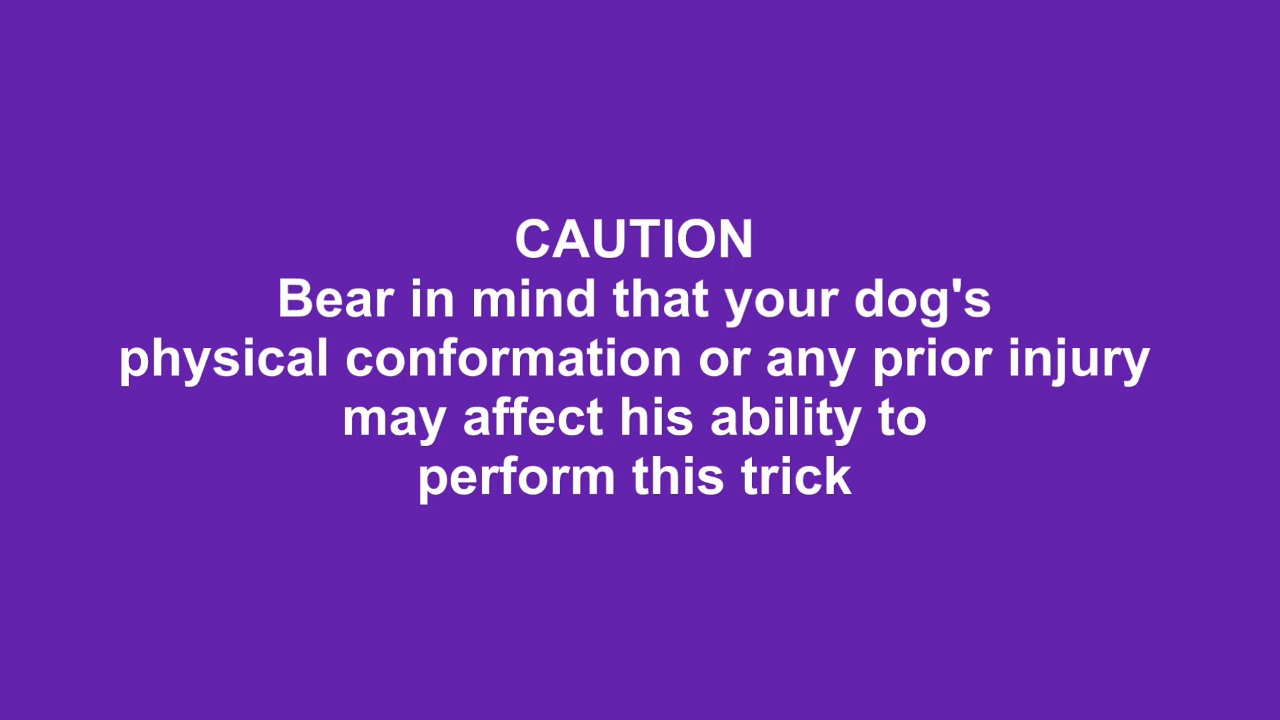 CAUTION
Bear in mind that your dog's
physical conformation or any prior injury
may affect his ability to
perform this trick